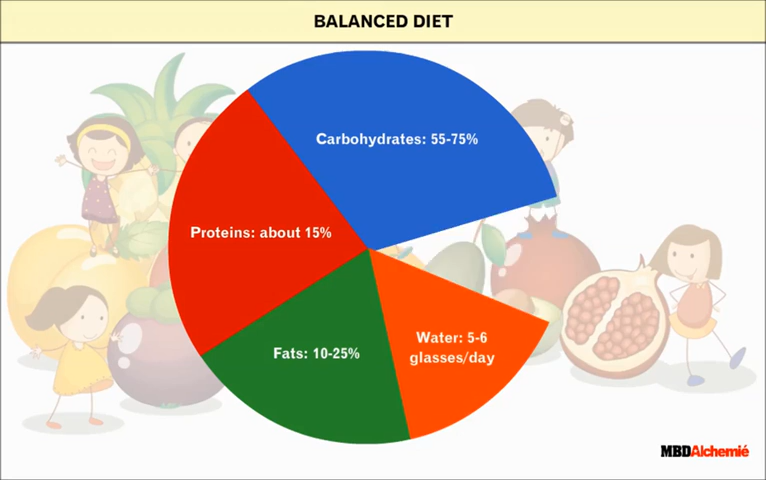 BALANCED DIET
Carbohydrates: 55-75%
Proteins: about 15%
Fats: 10-25%
Water: 5-6
glasses/day
MBDAlchemié